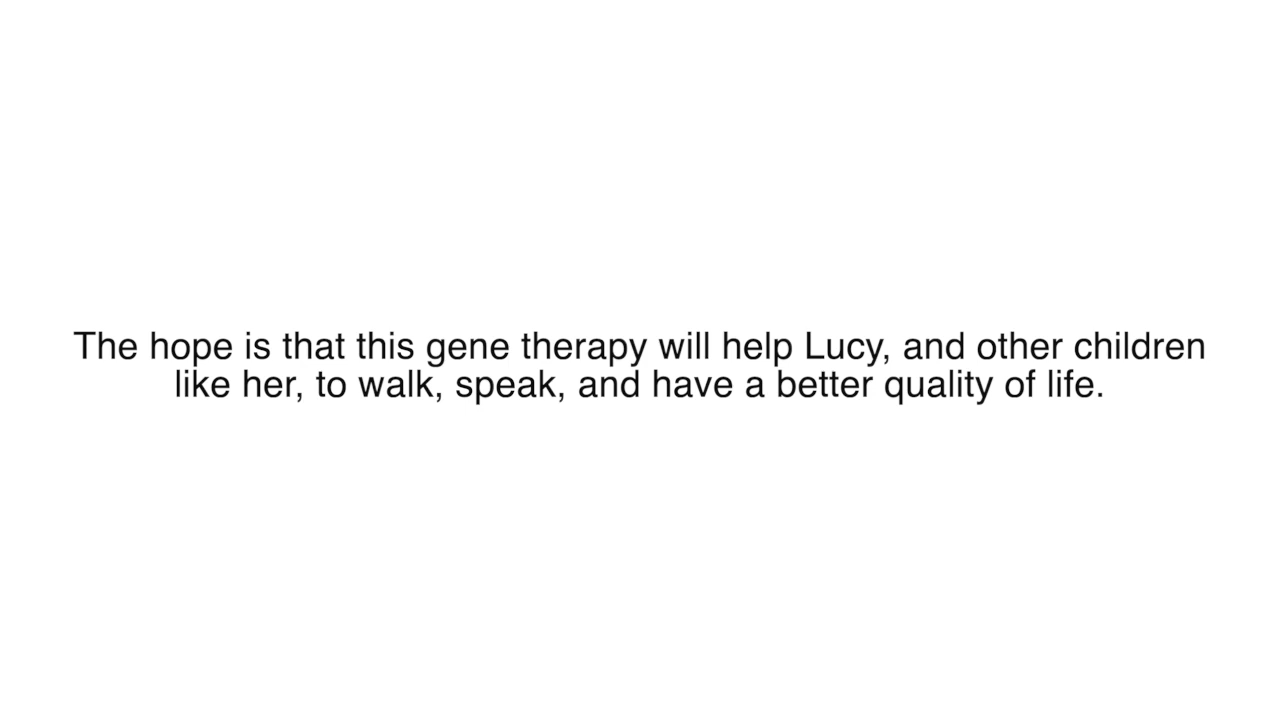 The hope is that this gene therapy will help Lucy, and other children
like her, to walk, speak, and have a better quality of life.